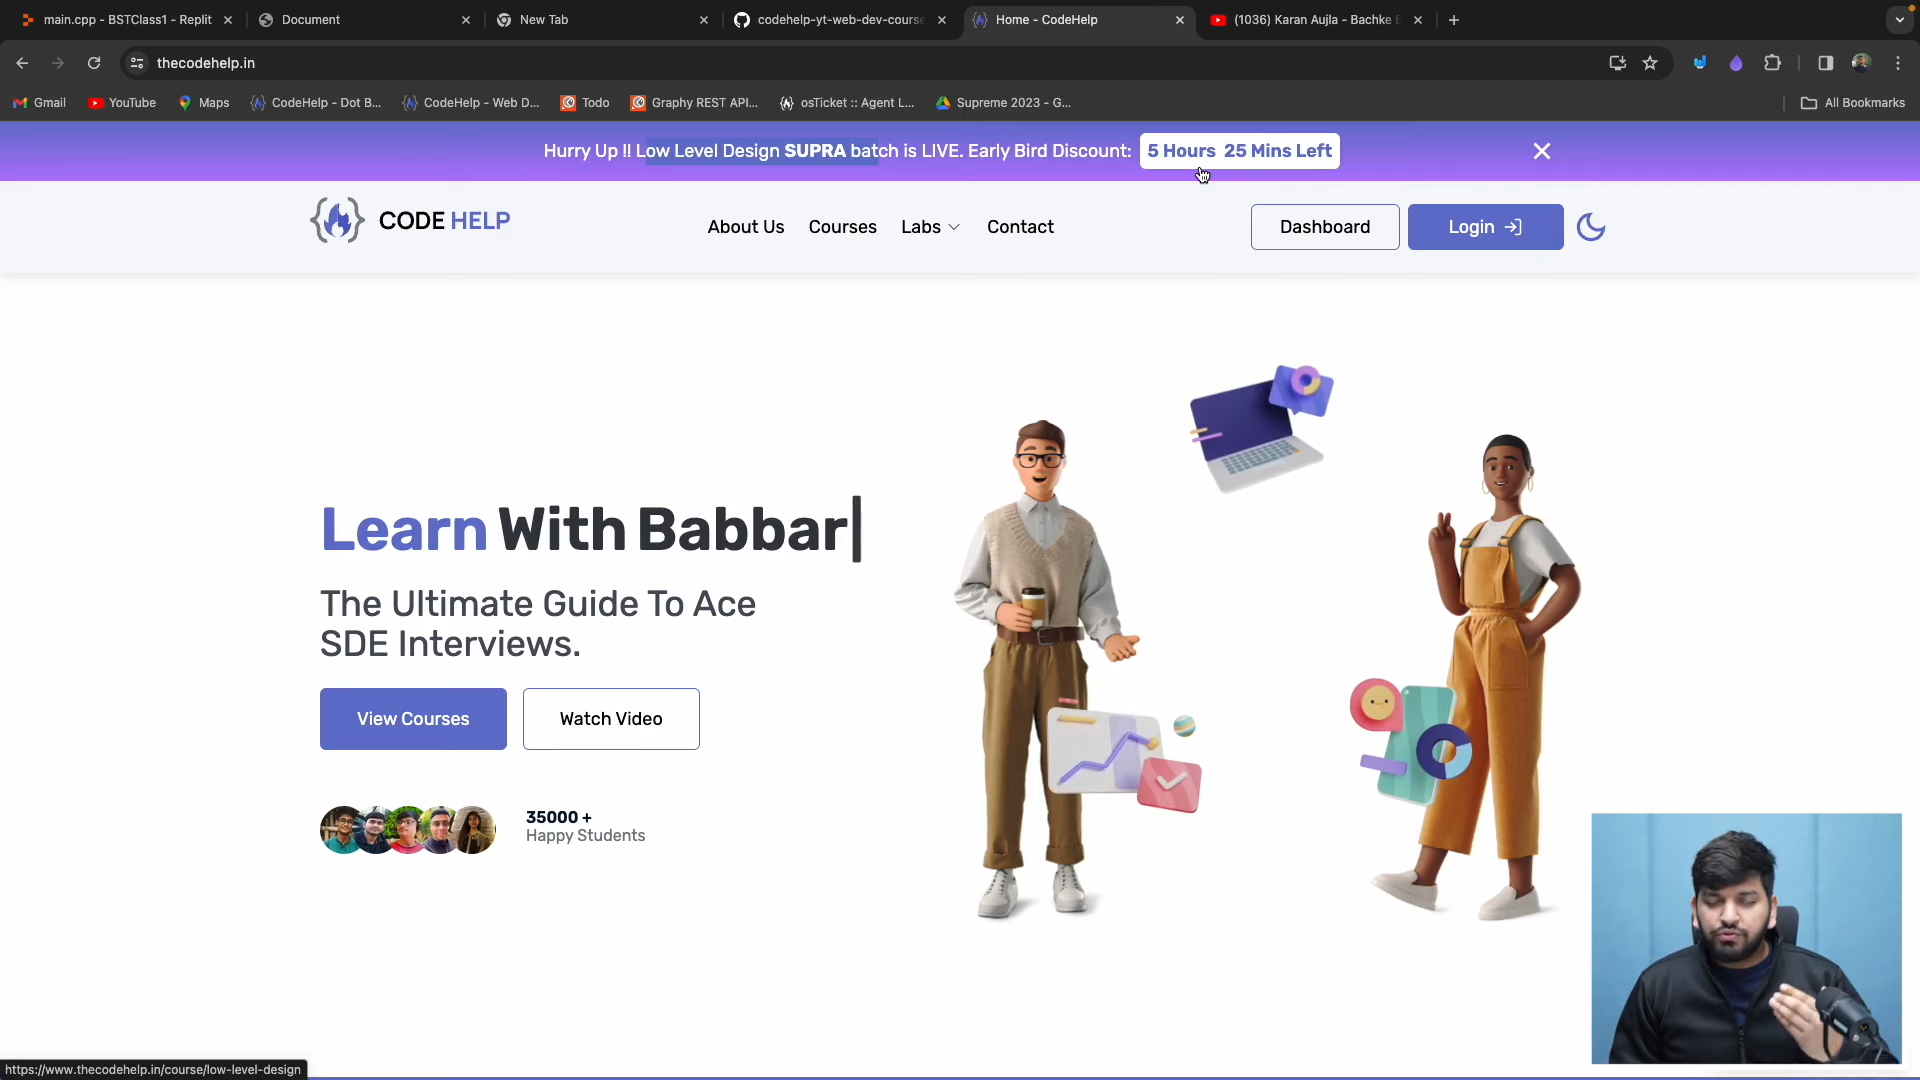 main.cpp - BSTClass1 - Replit
Document
New Tab
codehelp-yt-web-dev-course
Home - CodeHelp
(1036) Karan Aujla - Bachke
thecodehelp.in
Gmail
YouTube
Maps
CodeHelp - Dot B...
CodeHelp - Web D...
Todo
Graphy REST API...
osTicket :: Agent L...
Supreme 2023 - G...
All Bookmarks
Hurry Up !! Low Level Design SUPRA batch is LIVE. Early Bird Discount: 5 Hours 25 Mins Left
CODE HELP
About Us
Courses
Labs
Contact
Dashboard
Login
Learn With Babbar
The Ultimate Guide To Ace
SDE Interviews.
View Courses
Watch Video
35000 +
Happy Students
https://www.thecodehelp.in/course/low-level-design